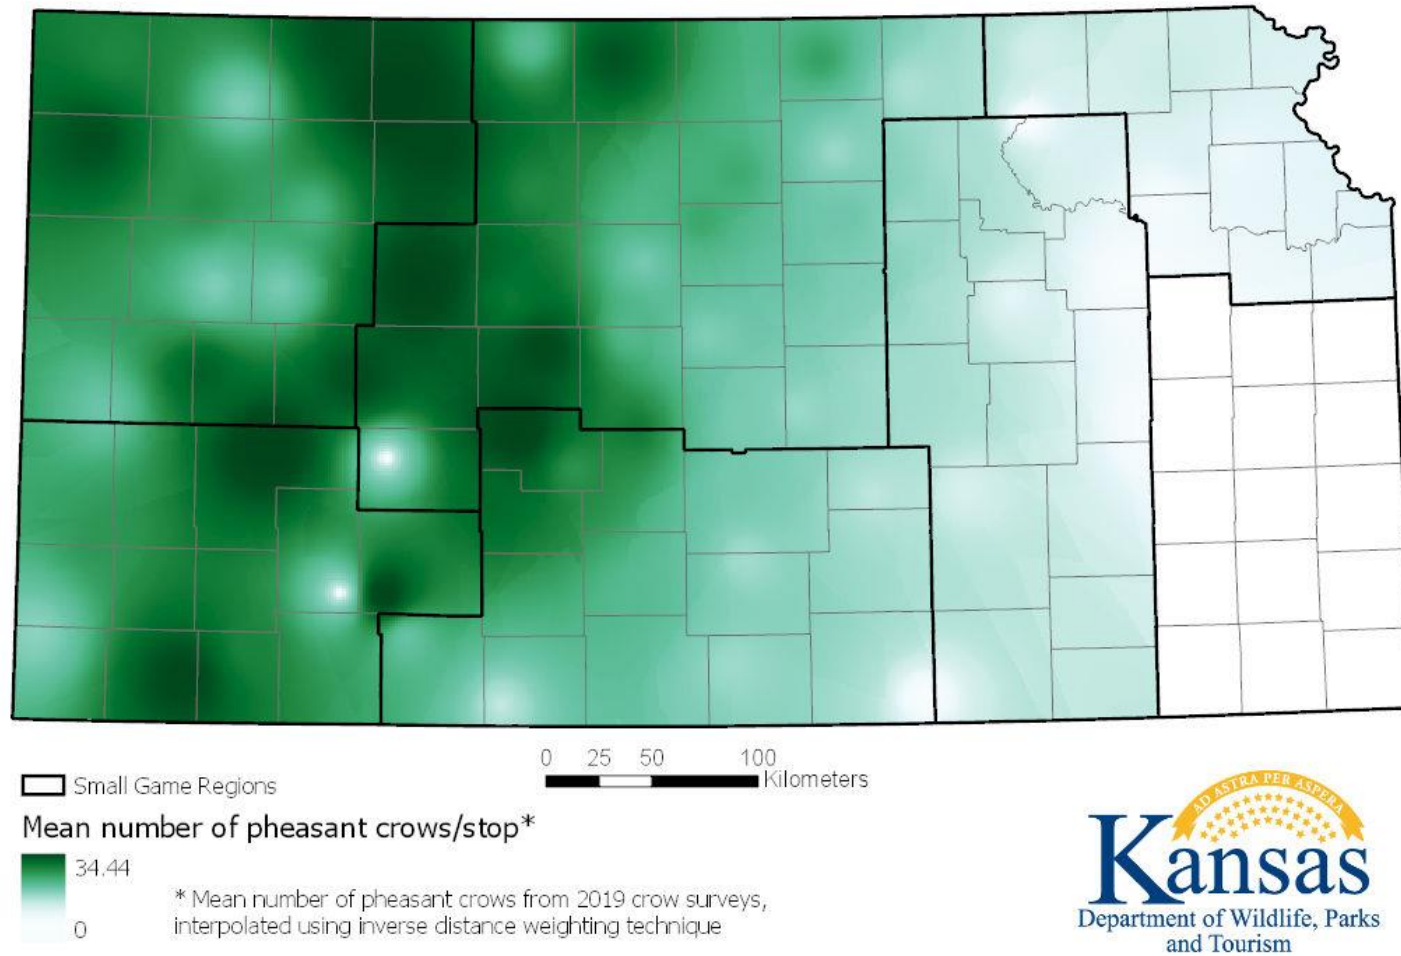 0 25 50 100
Kilometers
Small Game Regions
Mean number of pheasant crows/stop*
34.44
0
* Mean number of pheasant crows from 2019 crow surveys,
interpolated using inverse distance weighting technique
AD ASTRA PER ASPERA
Kansas
Department of Wildlife, Parks
and Tourism